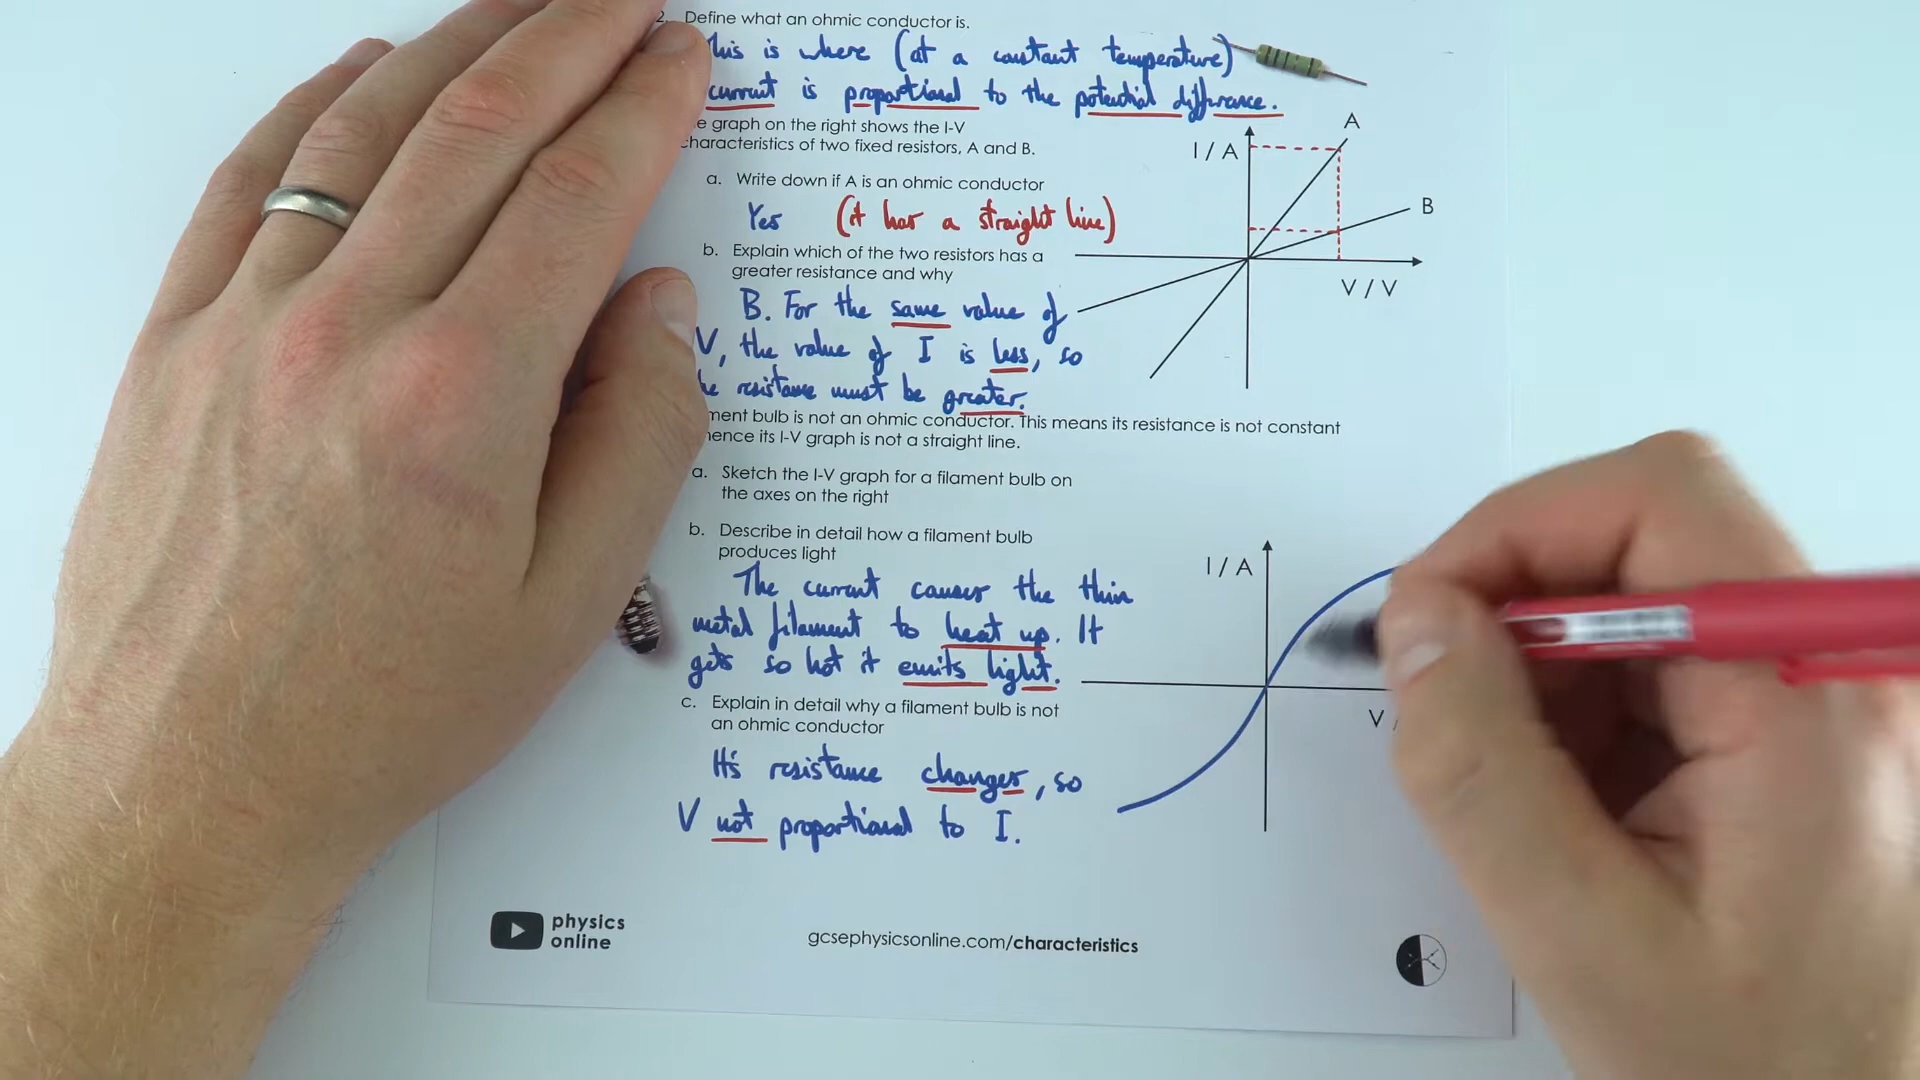 2. Define what an ohmic conductor is.
This is where (at a constant temperature)
current is proportional to the potential difference.
graph on the right shows the I-V
characteristics of two fixed resistors, A and B.
a. Write down if A is an ohmic conductor
Yes (it has a straight line)
b. Explain which of the two resistors has a
greater resistance and why
B. For the same value of
V, the value of I is less, so
resistance must be greater.
bulb is not an ohmic conductor. This means its resistance is not constant
hence its I-V graph is not a straight line.
a. Sketch the I-V graph for a filament bulb on
the axes on the right
b. Describe in detail how a filament bulb
produces light
The current causes the thin
metal filament to heat up. It
gets so hot it emits light.
c. Explain in detail why a filament bulb is not
an ohmic conductor
It's resistance changes, so
V not proportional to I.
A
I / A
B
V / V
I / A
V /
physics
online
gcsephysicsonline.com/characteristics